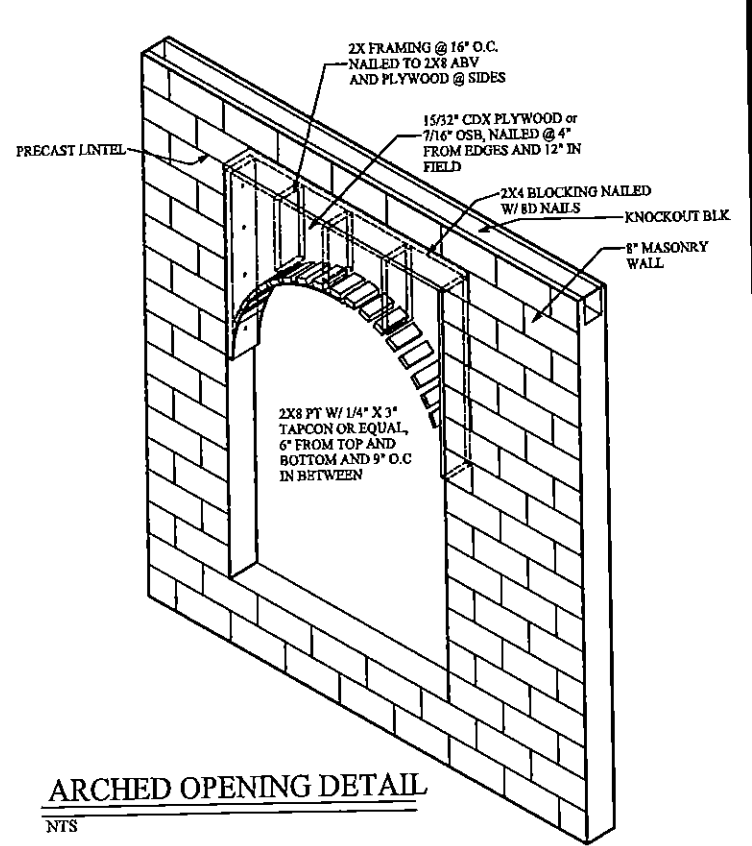 2X FRAMING @ 16" O.C.
NAILED TO 2X8 ABV
AND PLYWOOD @ SIDES
15/32" CDX PLYWOOD or
7/16" OSB, NAILED @ 4"
FROM EDGES AND 12" IN
FIELD
PRECAST LINTEL
2X4 BLOCKING NAILED
W/ 8D NAILS
KNOCKOUT BLK
8" MASONRY
WALL
2X8 PT W/ 1/4" X 3"
TAPCON OR EQUAL,
6" FROM TOP AND
BOTTOM AND 9" O.C
IN BETWEEN
ARCHED OPENING DETAIL
NTS